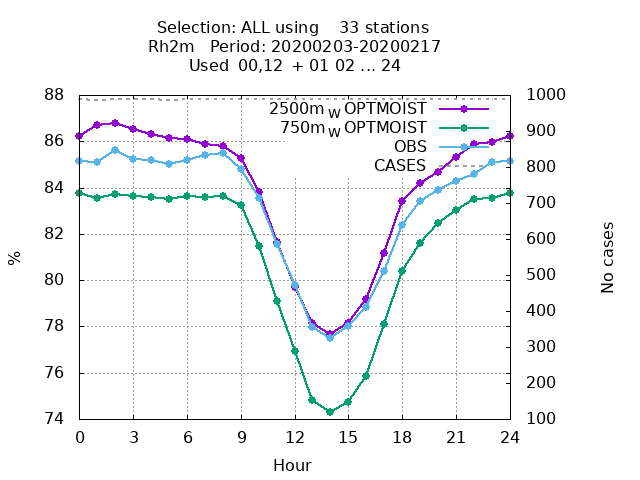 Selection: ALL using 33 stations
Rh2m Period: 20200203-20200217
Used 00,12 + 01 02 ... 24
88 1000
2500m W OPTMOIST
750m W OPTMOIST
OBS
CASES
86 900
800
84 700
82 600
% No cases
80 500
400
78 300
76 200
74 100
0 3 6 9 12 15 18 21 24
Hour